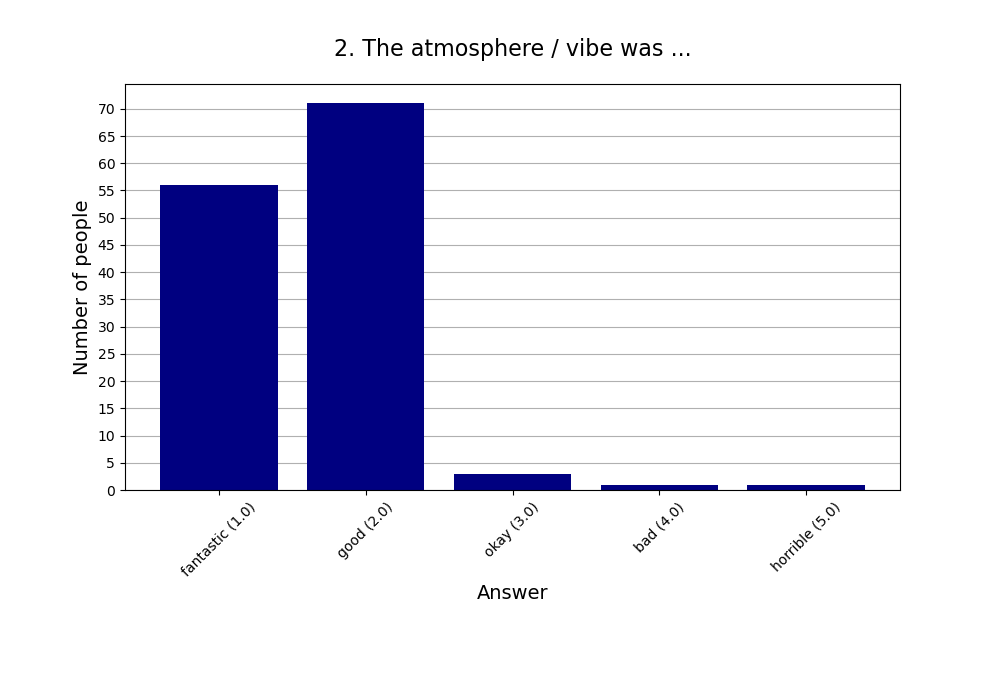 2. The atmosphere / vibe was ...
70
65
60
55
50
45
40
35
30
25
20
15
10
5
0
Number of people
fantastic (1.0)
good (2.0)
okay (3.0)
bad (4.0)
horrible (5.0)
Answer